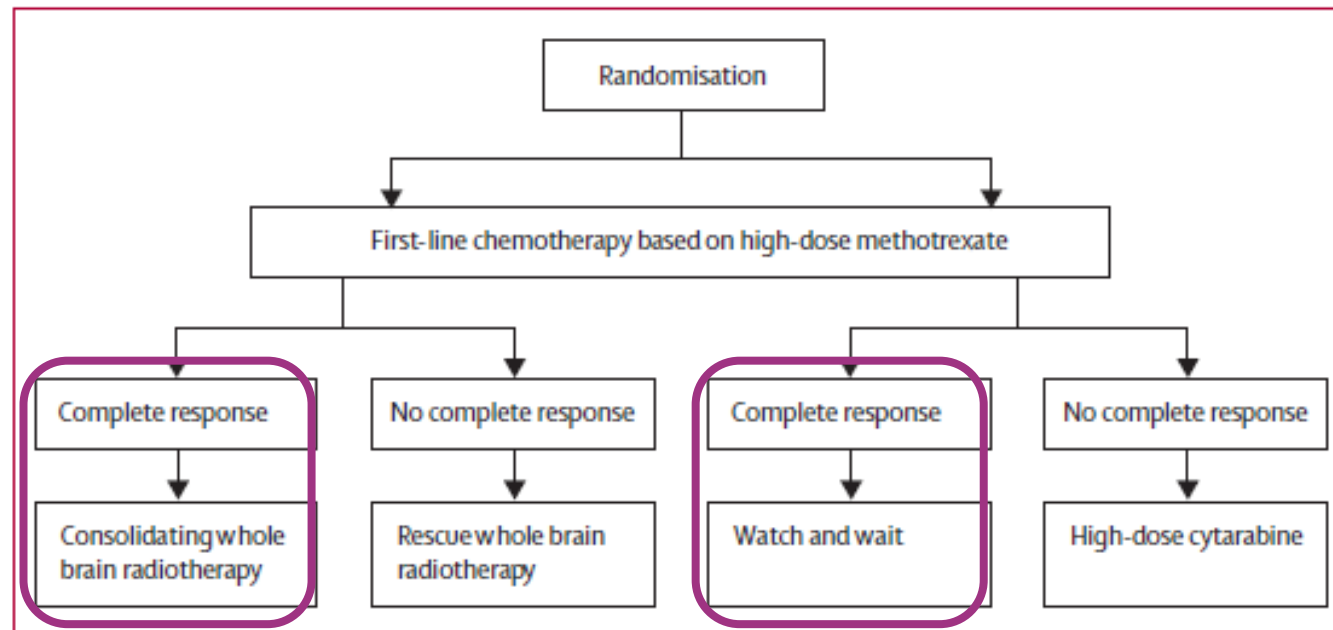 Randomisation
First-line chemotherapy based on high-dose methotrexate
Complete response
No complete response
Complete response
No complete response
Consolidating whole
brain radiotherapy
Rescue whole brain
radiotherapy
Watch and wait
High-dose cytarabine